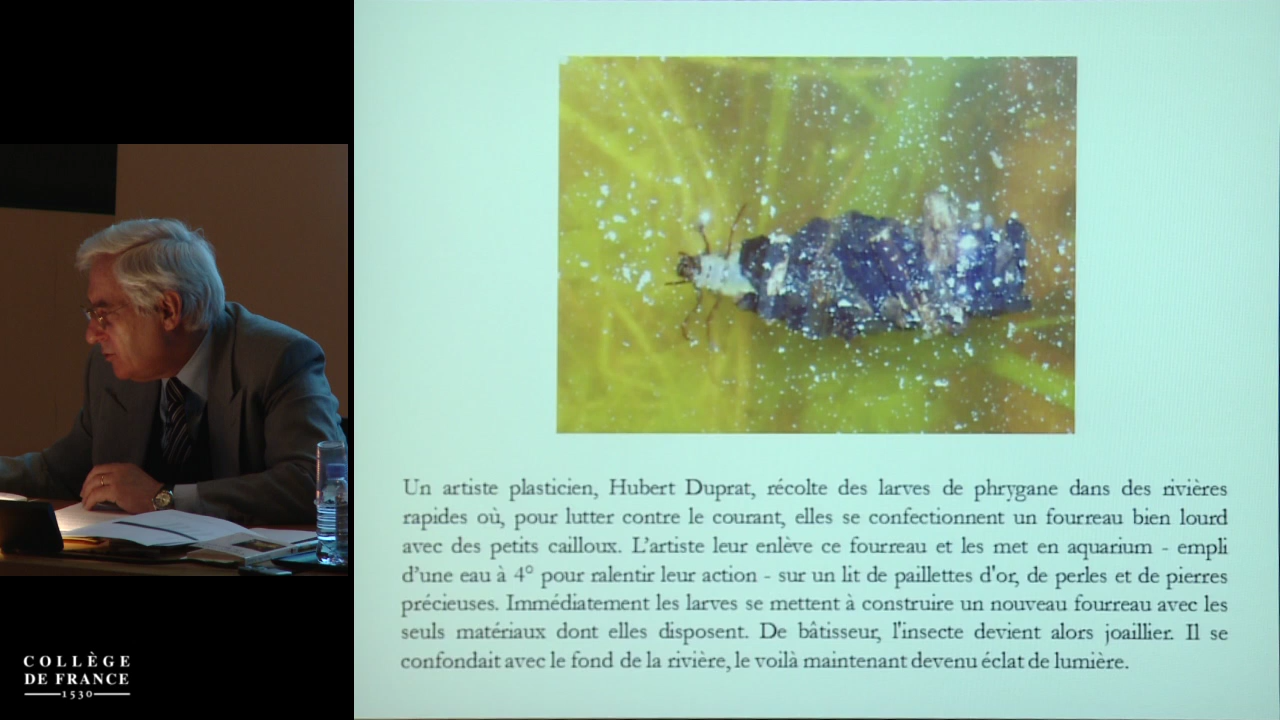 Un artiste plasticien, Hubert Duprat, récolte des larves de phrygane dans des rivières
rapides où, pour lutter contre le courant, elles se confectionnent un fourreau bien lourd
avec des petits cailloux. L'artiste leur enlève ce fourreau et les met en aquarium - empli
d'une eau à 4° pour ralentir leur action - sur un lit de paillettes d'or, de perles et de pierres
précieuses. Immédiatement les larves se mettent à construire un nouveau fourreau avec les
seuls matériaux dont elles disposent. De bâtisseur, l'insecte devient alors joaillier. Il se
confondait avec le fond de la rivière, le voilà maintenant devenu éclat de lumière.
COLLÈGE
DE FRANCE
1530